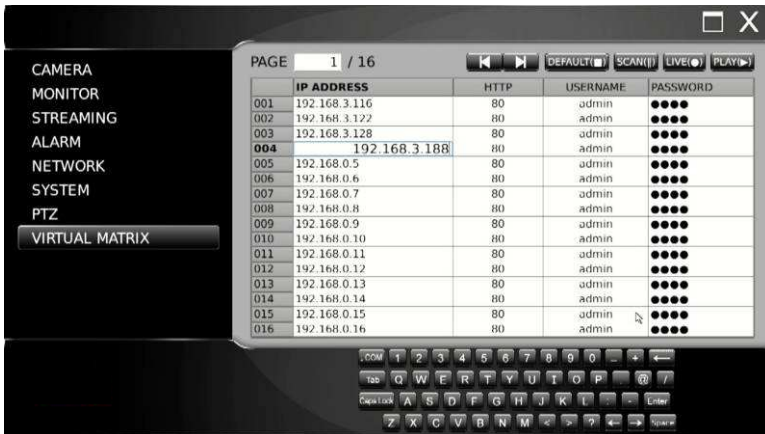 CAMERA
MONITOR
STREAMING
ALARM
NETWORK
SYSTEM
PTZ
VIRTUAL MATRIX
PAGE 1 / 16 DEFAULT(■) SCAN(||) LIVE(●) PLAY(▶)
IP ADDRESS HTTP USERNAME PASSWORD
001 192.168.3.116 80 admin ●●●●
002 192.168.3.122 80 admin ●●●●
003 192.168.3.128 80 admin ●●●●
004 192.168.3.188 80 admin ●●●●
005 192.168.0.5 80 admin ●●●●
006 192.168.0.6 80 admin ●●●●
007 192.168.0.7 80 admin ●●●●
008 192.168.0.8 80 admin ●●●●
009 192.168.0.9 80 admin ●●●●
010 192.168.0.10 80 admin ●●●●
011 192.168.0.11 80 admin ●●●●
012 192.168.0.12 80 admin ●●●●
013 192.168.0.13 80 admin ●●●●
014 192.168.0.14 80 admin ●●●●
015 192.168.0.15 80 admin ●●●●
016 192.168.0.16 80 admin ●●●●
.COM 1 2 3 4 5 6 7 8 9 0 _ + ←
Tab Q W E R T Y U I O P . @ /
Caps Lock A S D F G H J K L : - Enter
Z X C V B N M < > ? ← → Space